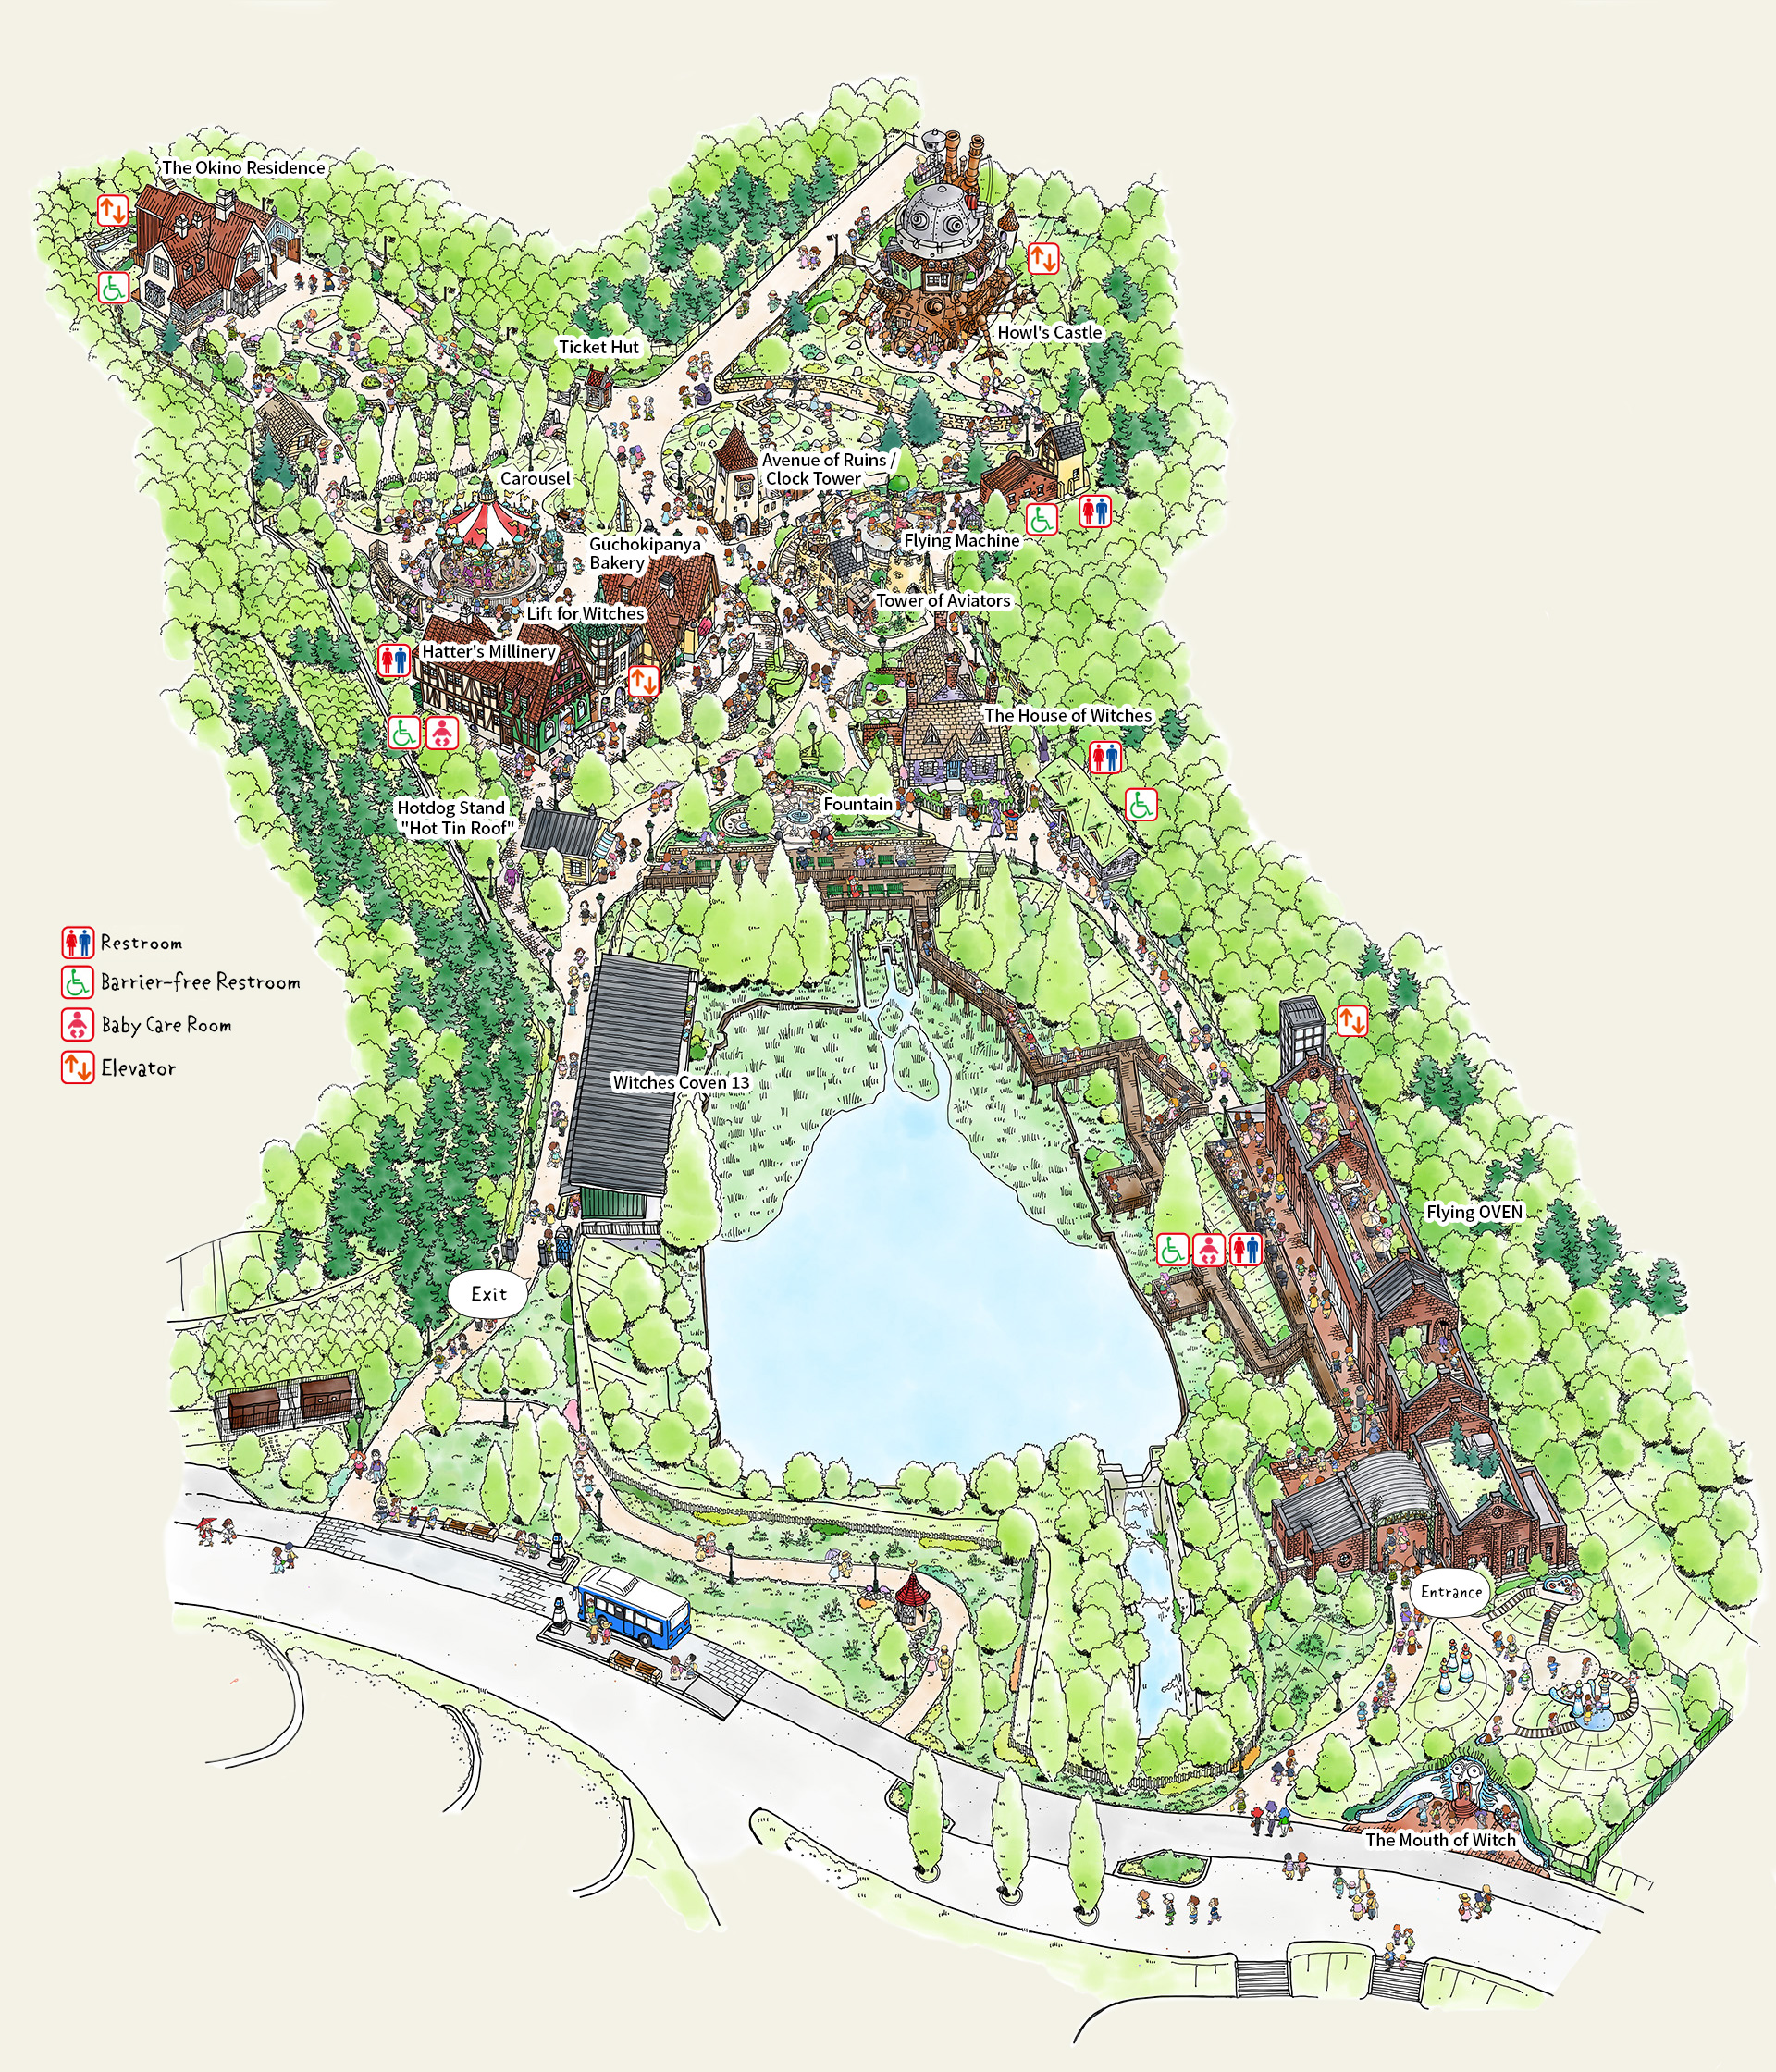 The Okino Residence
Howl's Castle
Ticket Hut
Carousel
Avenue of Ruins /
Clock Tower
Guchokipanya
Bakery
Flying Machine
Lift for Witches
Tower of Aviators
Hatter's Millinery
The House of Witches
Hotdog Stand
"Hot Tin Roof"
Fountain
Restroom
Barrier-free Restroom
Baby Care Room
Elevator
Witches Coven 13
Flying OVEN
Exit
Entrance
The Mouth of Witch